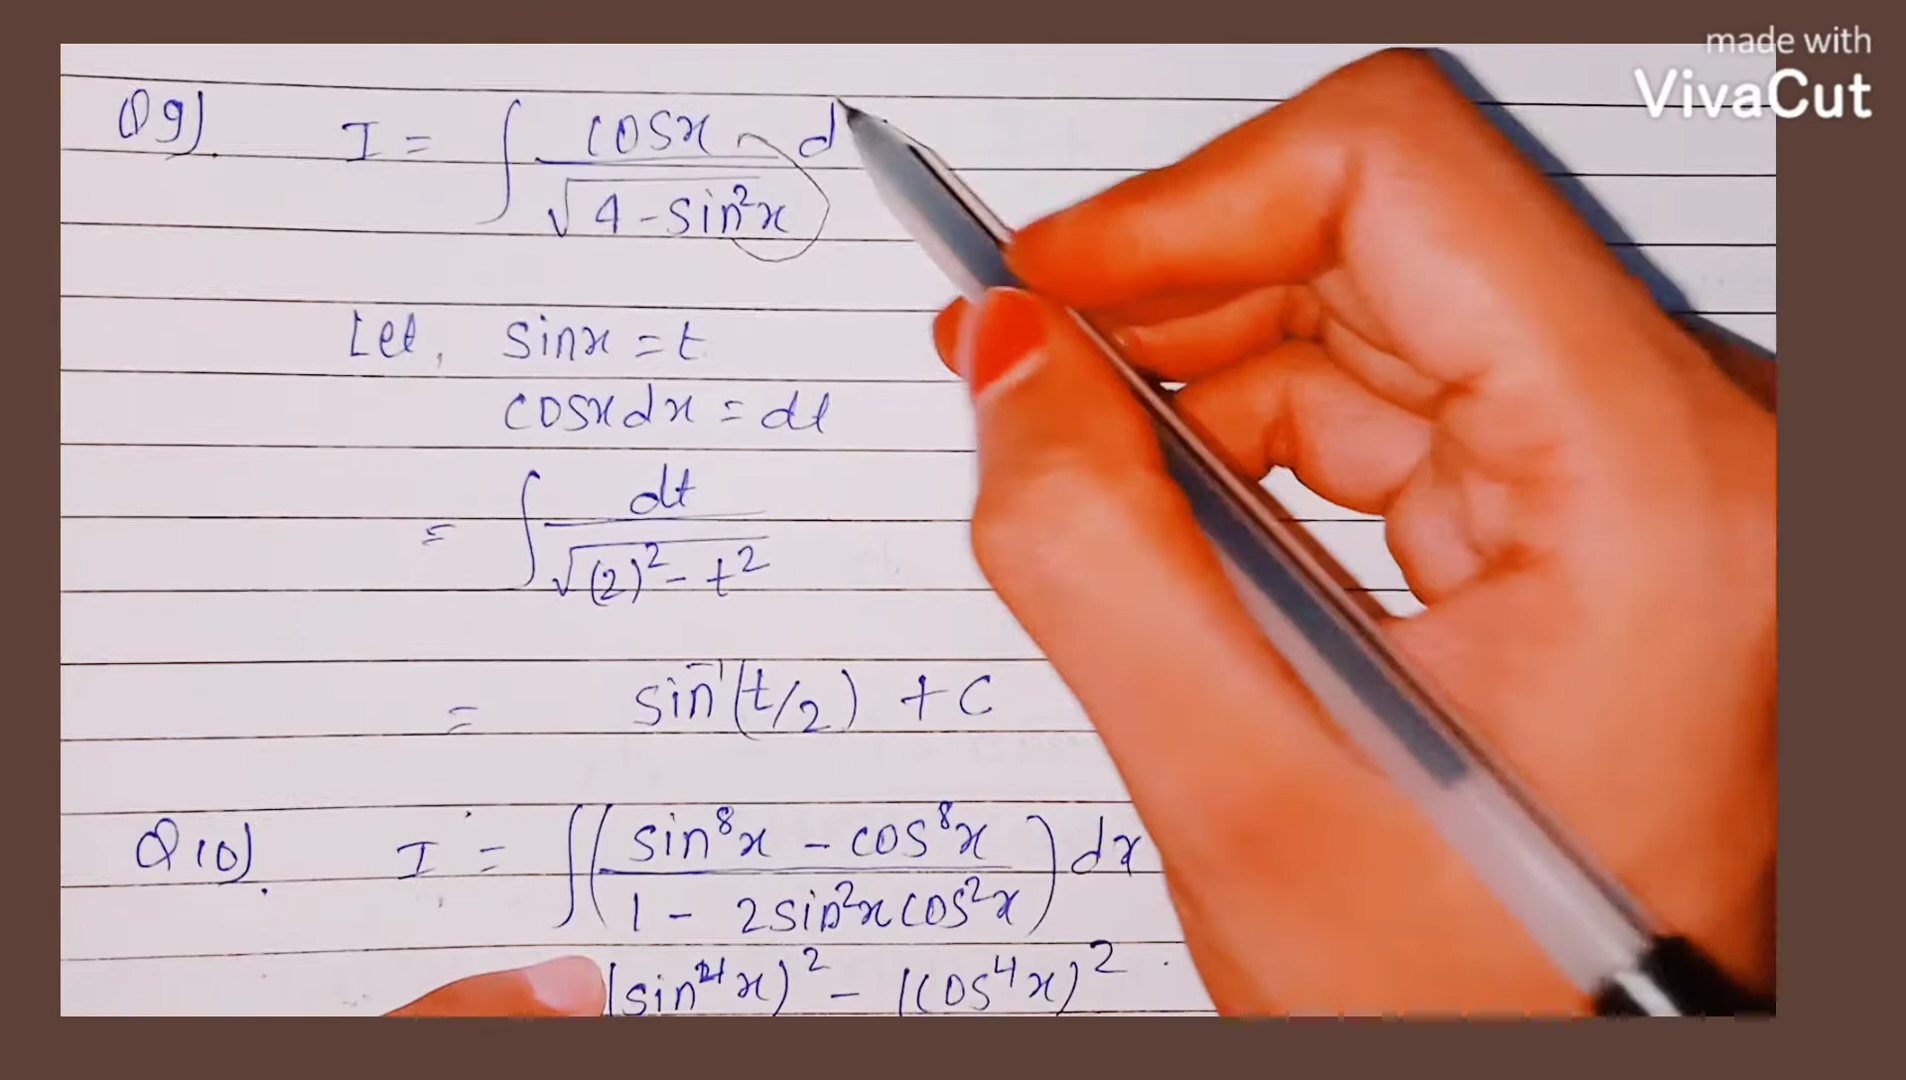 made with
VivaCut
Q9). I = ∫ cosx / √(4 - sin²x) d
Let, sinx = t
cosx dx = dt
= ∫ dt / √((2)² - t²)
= sin⁻¹(t/2) + C
Q10). I = ∫ (sin⁸x - cos⁸x / 1 - 2sin²x cos²x) dx
(sin⁴x)² - (cos⁴x)²